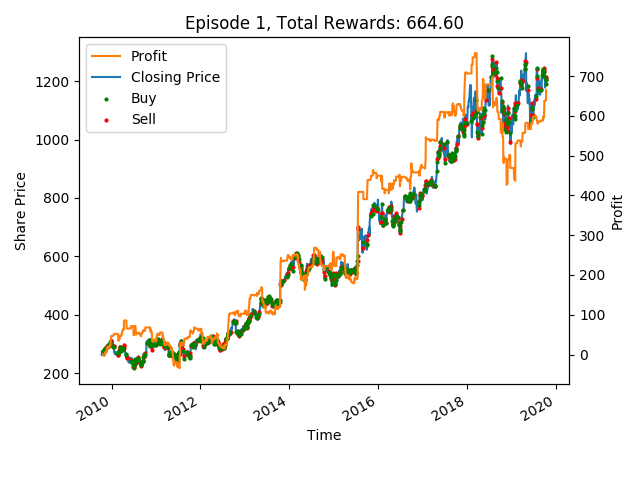 Episode 1, Total Rewards: 664.60
Profit
Closing Price
Buy
Sell
1200
1000
800
600
400
200
Share Price
700
600
500
400
300
200
100
0
Profit
2010
2012
2014
2016
2018
2020
Time